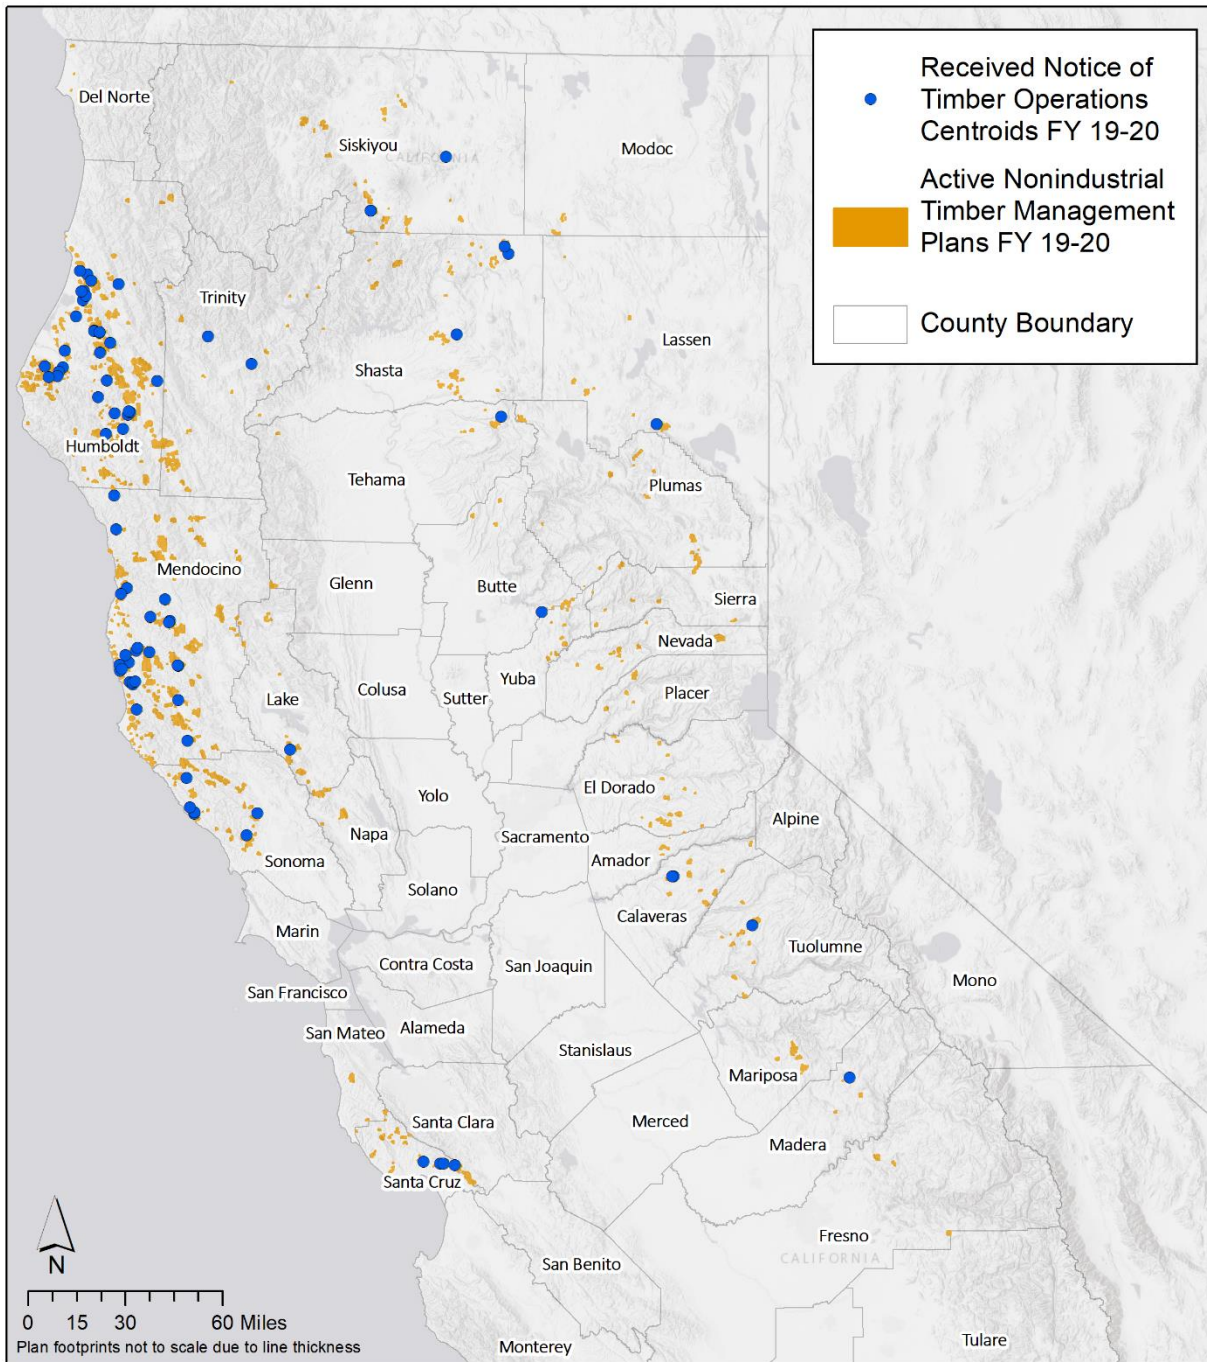 Received Notice of
Timber Operations
Centroids FY 19-20
Active Nonindustrial
Timber Management
Plans FY 19-20
County Boundary
Del Norte
Siskiyou
CALIFORNIA
Modoc
Trinity
Lassen
Shasta
Humboldt
Tehama
Plumas
Mendocino
Glenn
Butte
Sierra
Nevada
Lake
Colusa
Sutter
Yuba
Placer
Yolo
El Dorado
Napa
Sacramento
Alpine
Sonoma
Amador
Solano
Calaveras
Marin
Tuolumne
Contra Costa
San Joaquin
Mono
San Francisco
San Mateo
Alameda
Stanislaus
Mariposa
Santa Clara
Merced
Madera
Santa Cruz
Fresno
CALIFORNIA
San Benito
Monterey
Tulare
N
0 15 30 60 Miles
Plan footprints not to scale due to line thickness